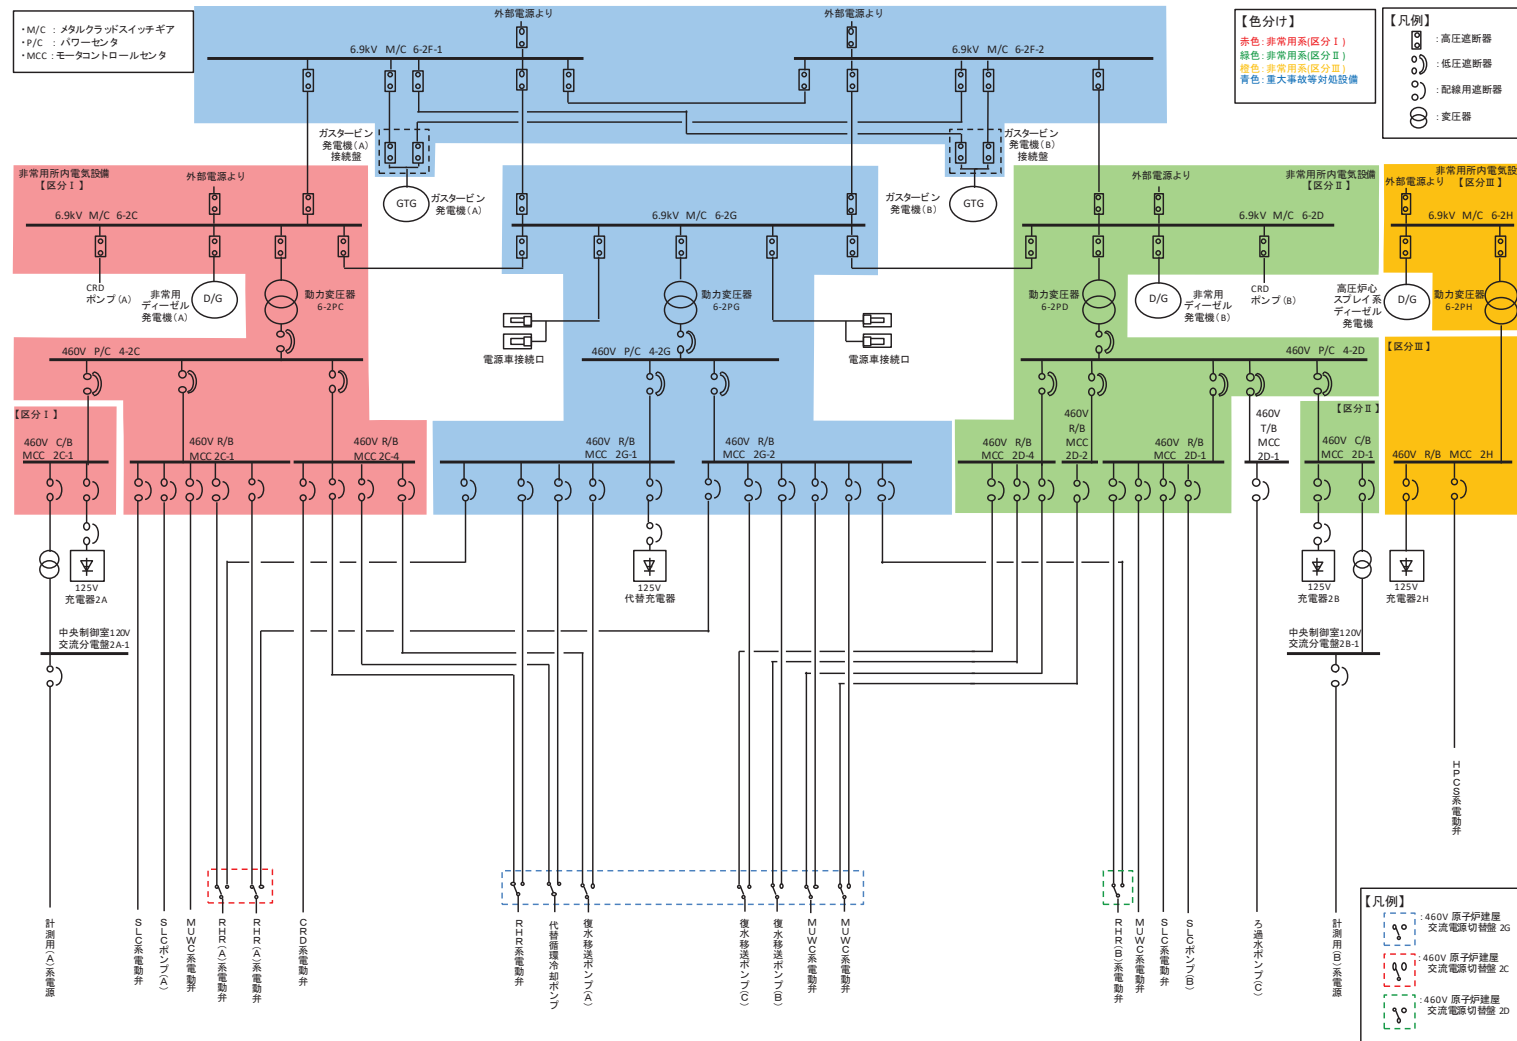 ・M/C ： メタルクラッドスイッチギア
・P/C ： パワーセンタ
・MCC ： モータコントロールセンタ
外部電源より
外部電源より
6.9kV M/C 6-2F-1
6.9kV M/C 6-2F-2
【色分け】
赤色：非常用系(区分Ⅰ)
緑色：非常用系(区分Ⅱ)
橙色：非常用系(区分Ⅲ)
青色：重大事故等対処設備
【凡例】
：高圧遮断器
：低圧遮断器
：配線用遮断器
：変圧器
ガスタービン
発電機(A)
接続盤
ガスタービン
発電機(B)
接続盤
GTG
ガスタービン
発電機(A)
ガスタービン
発電機(B)
GTG
非常用所内電気設備
【区分Ⅰ】
外部電源より
6.9kV M/C 6-2C
6.9kV M/C 6-2G
外部電源より
非常用所内電気設備
【区分Ⅱ】
6.9kV M/C 6-2D
非常用所内電気設
外部電源より
【区分Ⅲ】
6.9kV M/C 6-2H
CRD
ポンプ(A)
非常用
ディーゼル
発電機(A)
D/G
動力変圧器
6-2PC
動力変圧器
6-2PG
動力変圧器
6-2PD
D/G
非常用
ディーゼル
発電機(B)
CRD
ポンプ(B)
高圧炉心
スプレイ系
ディーゼル
発電機
D/G
動力変圧器
6-2PH
電源車接続口
電源車接続口
460V P/C 4-2C
460V P/C 4-2G
460V P/C 4-2D
【区分Ⅲ】
【区分Ⅰ】
460V C/B
MCC 2C-1
460V R/B
MCC 2C-1
460V R/B
MCC 2C-4
460V R/B
MCC 2G-1
460V R/B
MCC 2G-2
460V R/B
MCC 2D-4
460V
R/B
MCC
2D-2
460V R/B
MCC 2D-1
460V
T/B
MCC
2D-1
【区分Ⅱ】
460V C/B
MCC 2D-1
460V R/B MCC 2H
125V
充電器2A
125V
代替充電器
125V
充電器2B
125V
充電器2H
中央制御室120V
交流分電盤2A-1
中央制御室120V
交流分電盤2B-1
計測用(A)系電源
SLC系電動弁
SLCポンプ(A)
MUWC系電動弁
RHR(A)系電動弁
RHR(A)系電動弁
CRD系電動弁
RHR系電動弁
代替循環冷却ポンプ
復水移送ポンプ(A)
復水移送ポンプ(C)
復水移送ポンプ(B)
MUWC系電動弁
MUWC系電動弁
RHR(B)系電動弁
MUWC系電動弁
SLC系電動弁
SLCポンプ(B)
ろ過水ポンプ(C)
計測用(B)系電源
HPCS系電動弁
【凡例】
：460V 原子炉建屋
交流電源切替盤 2G
：460V 原子炉建屋
交流電源切替盤 2C
：460V 原子炉建屋
交流電源切替盤 2D